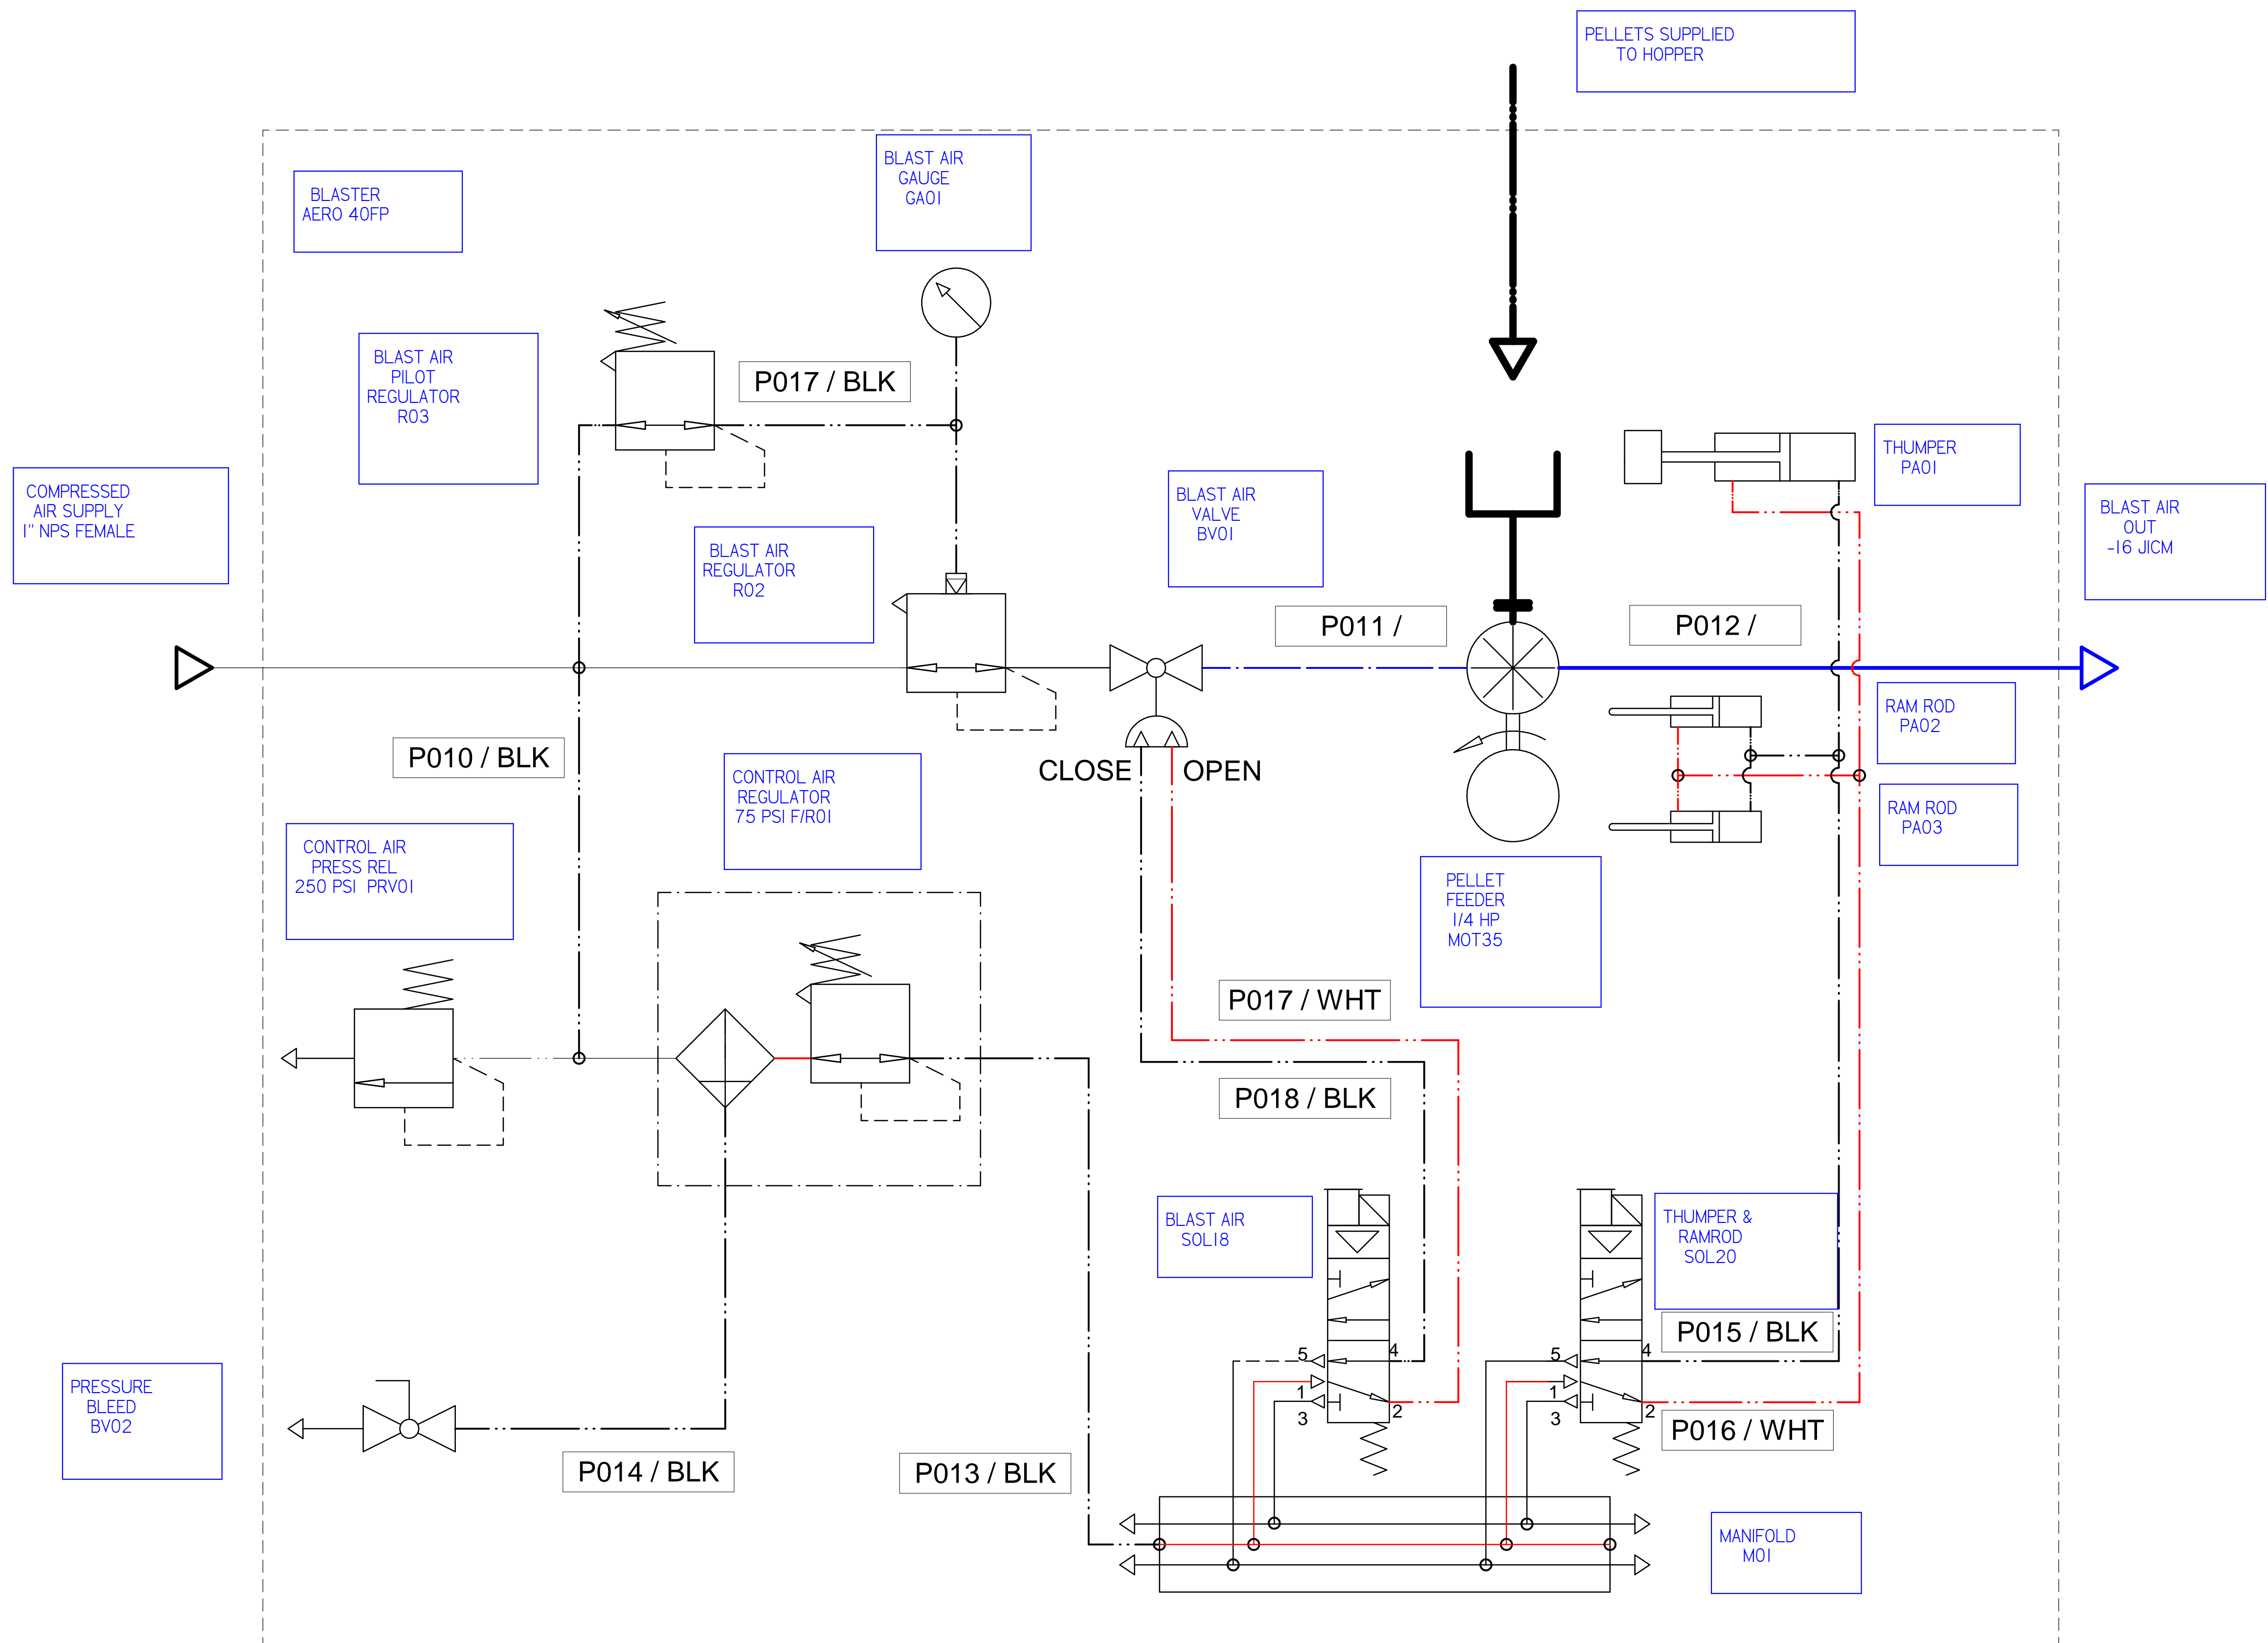 PELLETS SUPPLIED
TO HOPPER
BLAST AIR
GAUGE
GA01
BLASTER
AERO 40FP
BLAST AIR
PILOT
REGULATOR
R03
P017 / BLK
THUMPER
PA01
COMPRESSED
AIR SUPPLY
1" NPS FEMALE
BLAST AIR
VALVE
BV01
BLAST AIR
OUT
-16 JICM
BLAST AIR
REGULATOR
R02
P011 /
P012 /
RAM ROD
PA02
P010 / BLK
CONTROL AIR
REGULATOR
75 PSI F/R01
CLOSE
OPEN
RAM ROD
PA03
CONTROL AIR
PRESS REL
250 PSI PRV01
PELLET
FEEDER
1/4 HP
MOT35
P017 / WHT
P018 / BLK
BLAST AIR
SOL18
THUMPER &
RAMROD
SOL20
P015 / BLK
5
4
1
3
2
5
4
1
3
2
PRESSURE
BLEED
BV02
P016 / WHT
P014 / BLK
P013 / BLK
MANIFOLD
M01